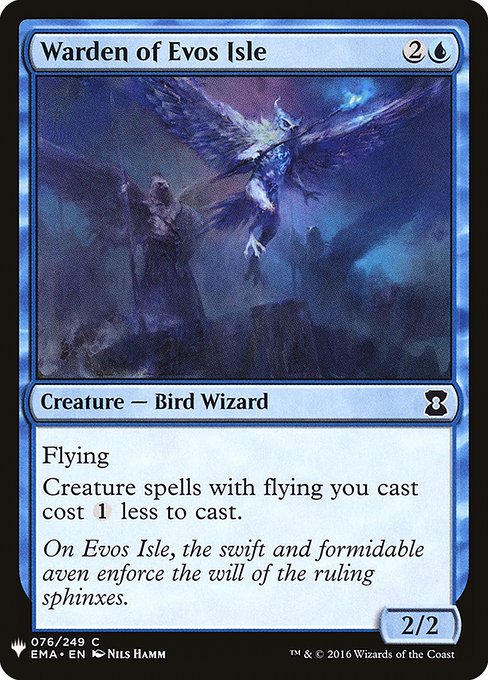 Warden of Evos Isle 2
Creature — Bird Wizard
Flying
Creature spells with flying you cast
cost 1 less to cast.
On Evos Isle, the swift and formidable
aven enforce the will of the ruling
sphinxes.
2/2
076/249 C
EMA • EN Nils Hamm
™ & © 2016 Wizards of the Coast